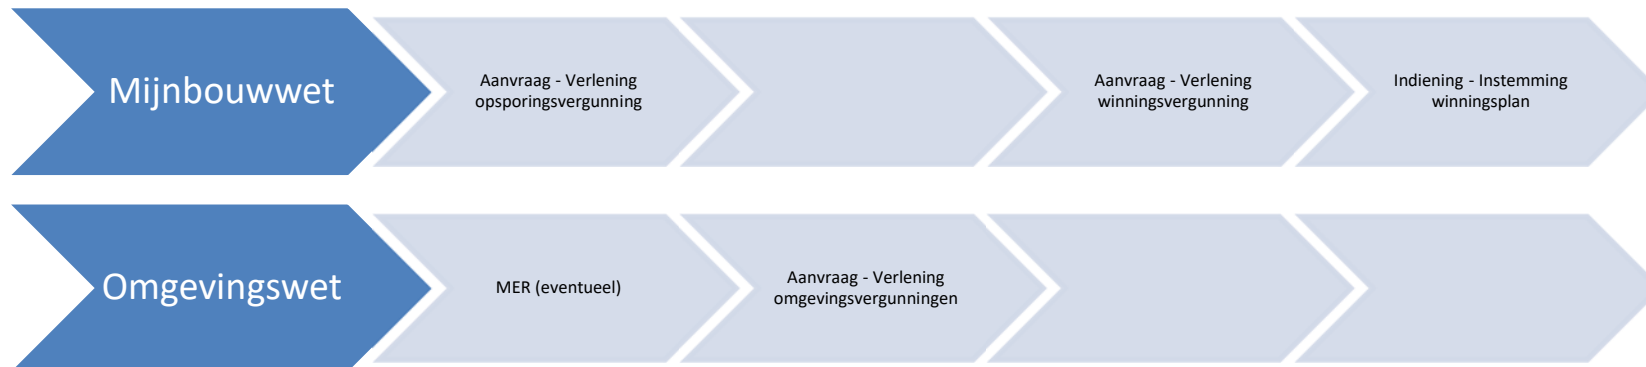 Mijnbouwwet
Aanvraag - Verlening
opsporingsvergunning
Aanvraag - Verlening
winningsvergunning
Indiening - Instemming
winningsplan
Omgevingswet
MER (eventueel)
Aanvraag - Verlening
omgevingsvergunningen